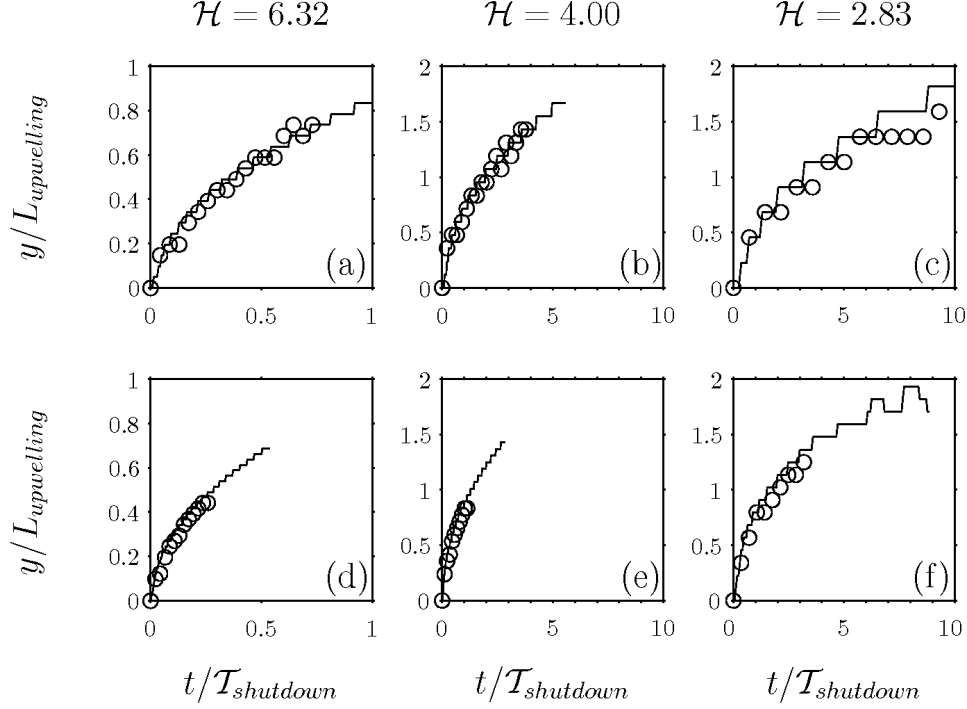 H = 6.32 H = 4.00 H = 2.83
1 2 2
0.8 1.5 1.5
0.6 1 1
0.4 0.5 0.5
0.2
0 0 0
(a) (b) (c)
0 0.5 1 0 5 10 0 5 10
y/L_upwelling
1 2 2
0.8 1.5 1.5
0.6 1 1
0.4 0.5 0.5
0.2
0 0 0
(d) (e) (f)
0 0.5 1 0 5 10 0 5 10
y/L_upwelling
t/T_shutdown t/T_shutdown t/T_shutdown